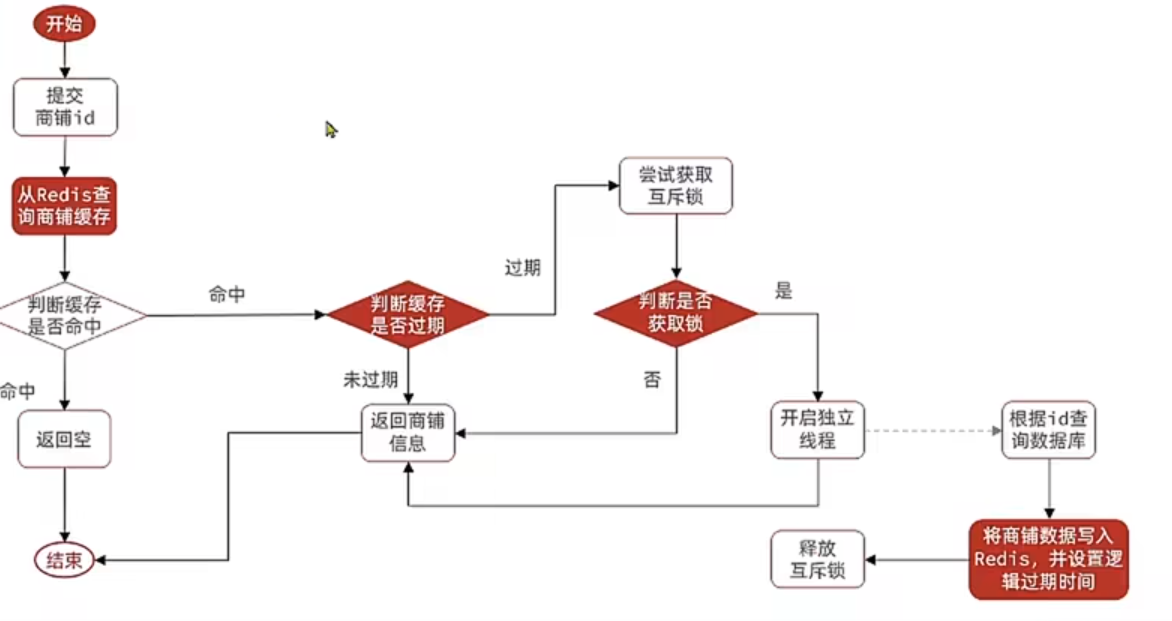 开始
提交
商铺id
从Redis查
询商铺缓存
判断缓存
是否命中
命中
命中
返回空
结束
判断缓存
是否过期
过期
未过期
返回商铺
信息
尝试获取
互斥锁
判断是否
获取锁
是
否
开启独立
线程
根据id查
询数据库
将商铺数据写入
Redis，并设置逻
辑过期时间
释放
互斥锁